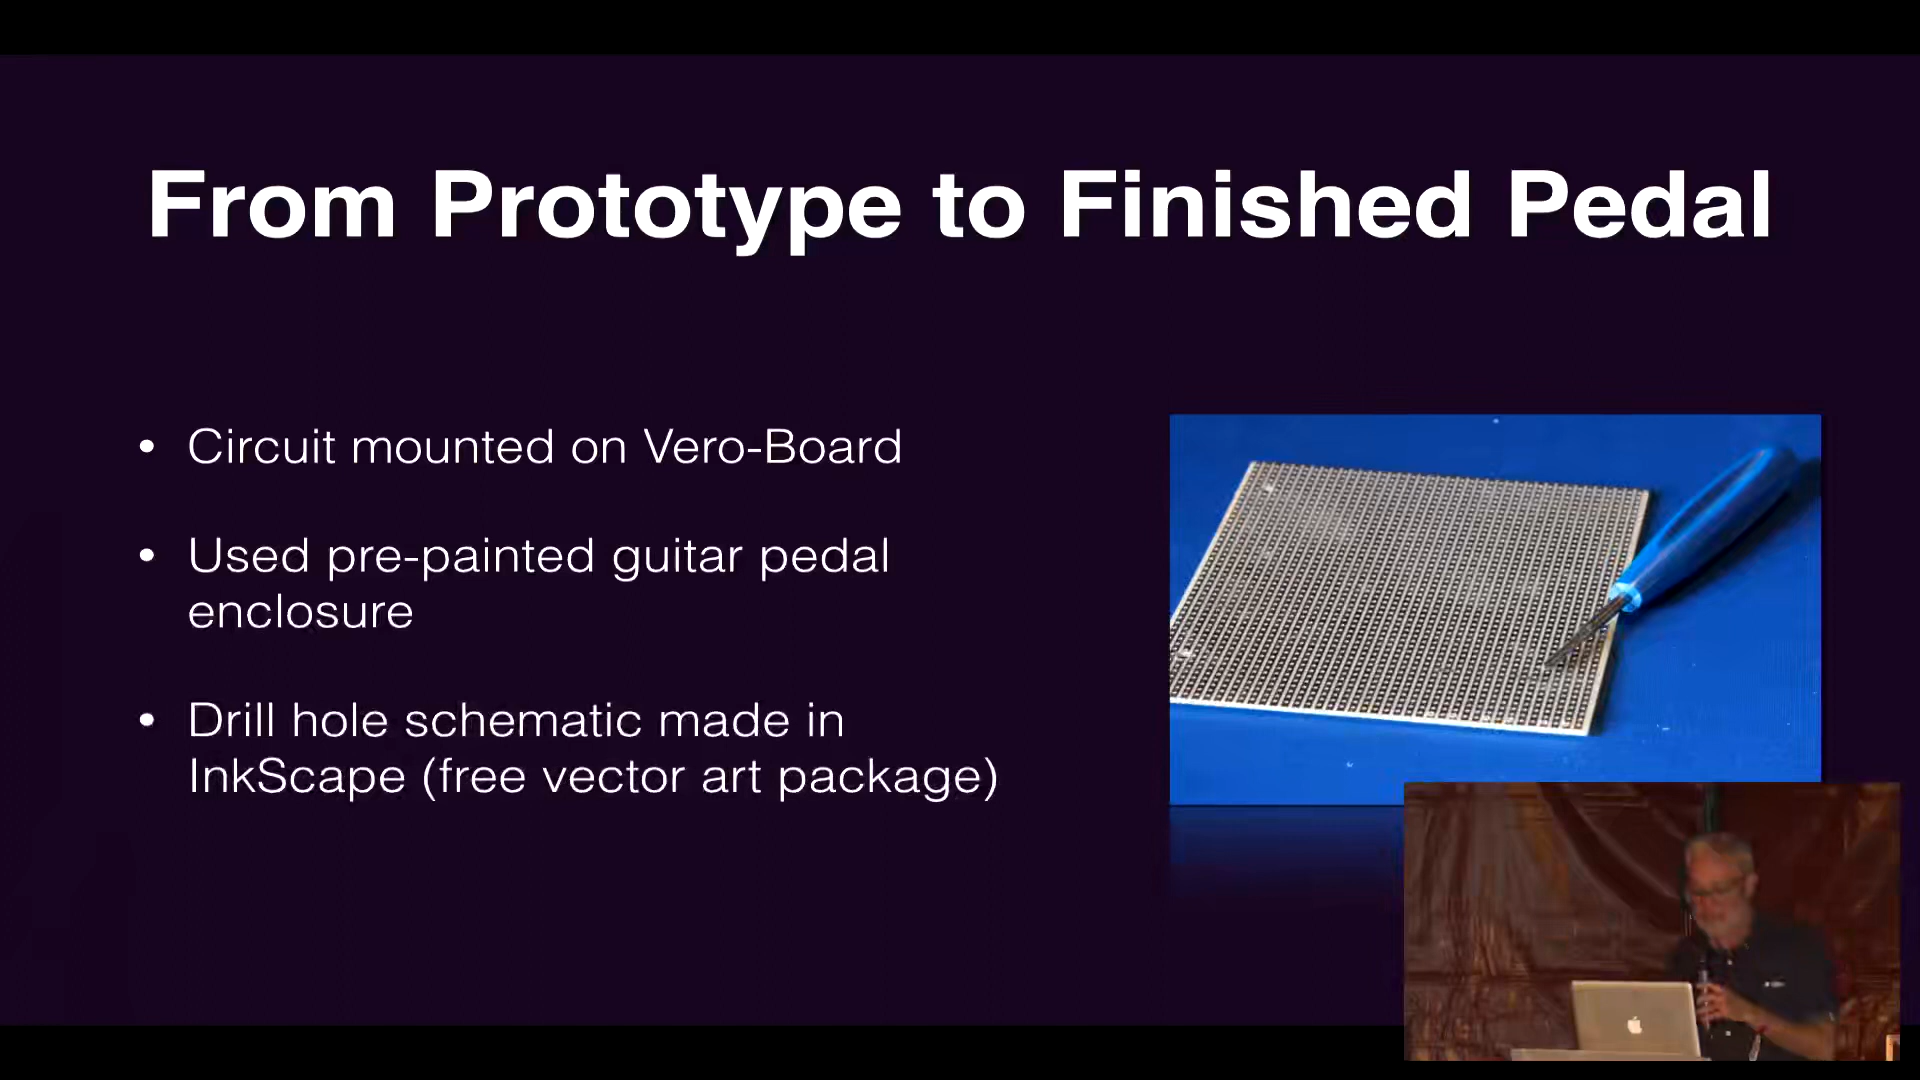 From Prototype to Finished Pedal
• Circuit mounted on Vero-Board
• Used pre-painted guitar pedal
enclosure
• Drill hole schematic made in
InkScape (free vector art package)